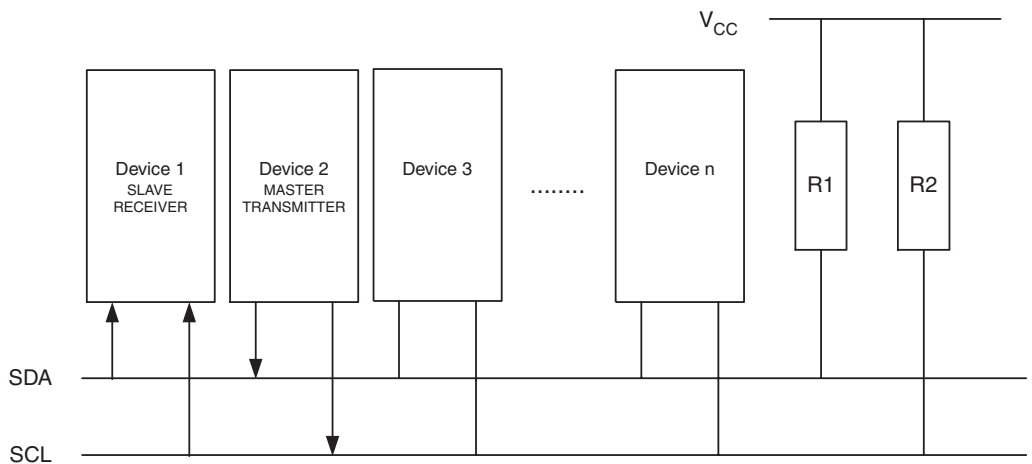 V_CC
Device 1
SLAVE
RECEIVER
Device 2
MASTER
TRANSMITTER
Device 3
........
Device n
R1
R2
SDA
SCL